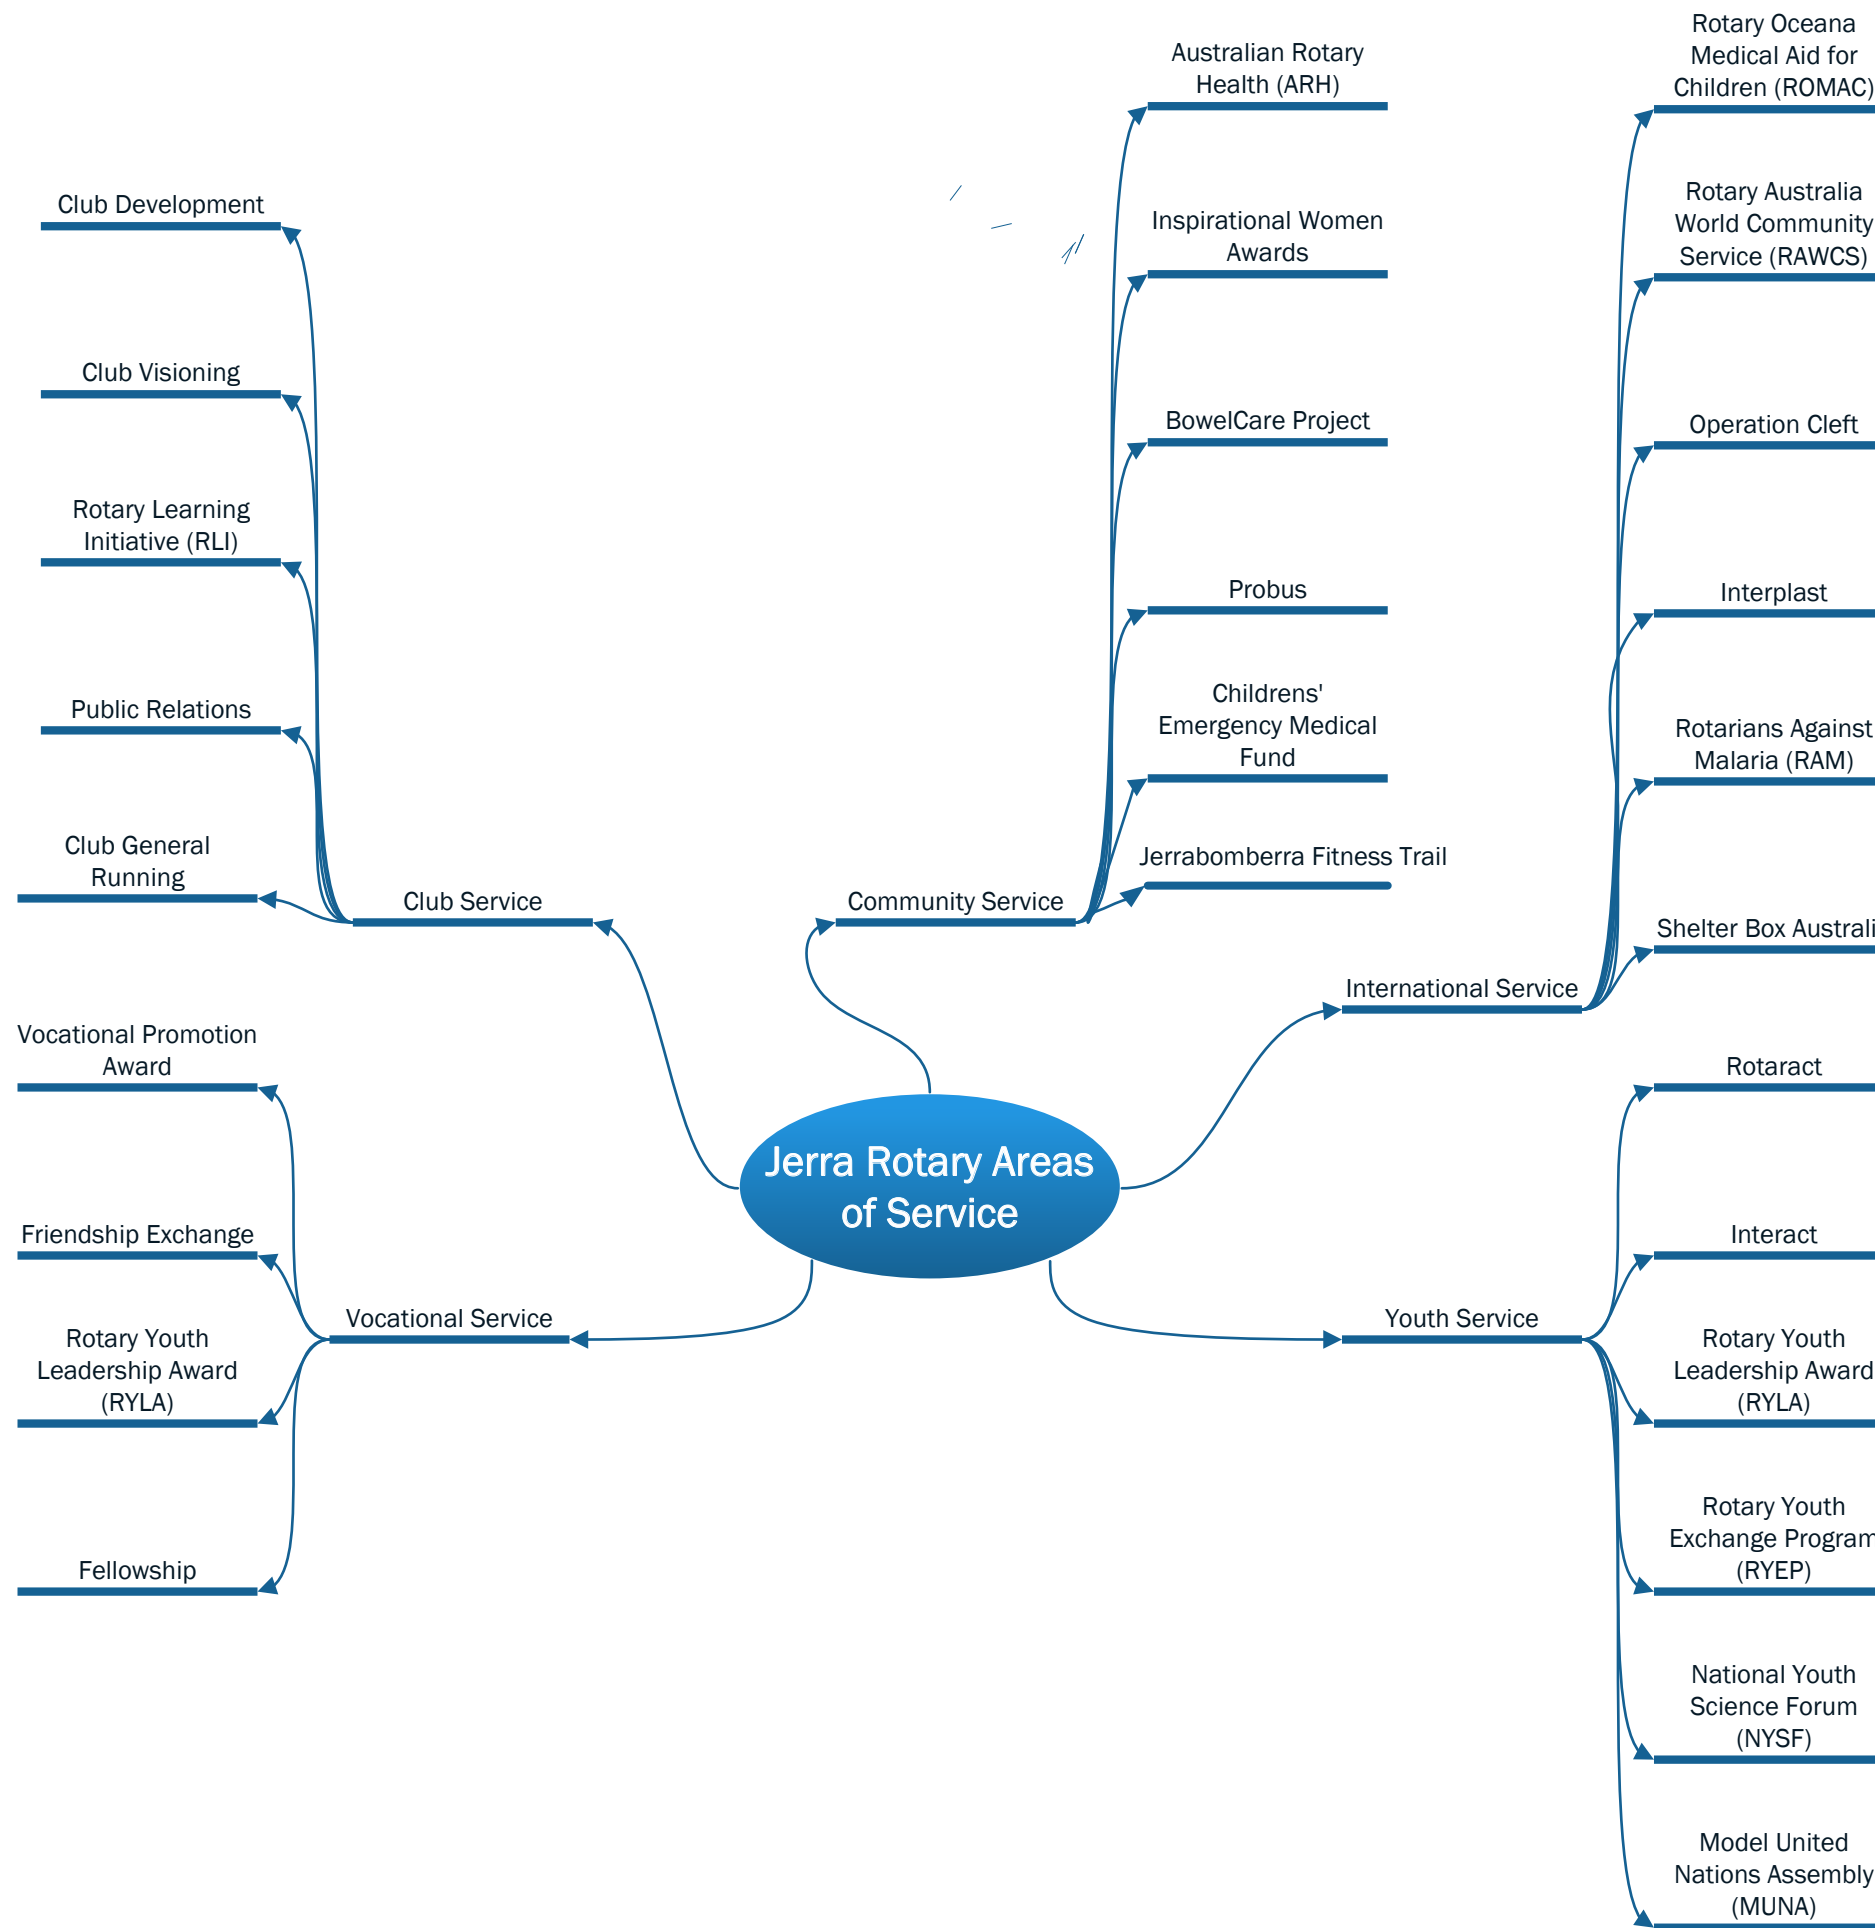 Jerra Rotary Areas
of Service
Club Service
Club Development
Club Visioning
Rotary Learning
Initiative (RLI)
Public Relations
Club General
Running
Community Service
Australian Rotary
Health (ARH)
Inspirational Women
Awards
BowelCare Project
Probus
Childrens'
Emergency Medical
Fund
Jerrabomberra Fitness Trail
International Service
Rotary Oceana
Medical Aid for
Children (ROMAC)
Rotary Australia
World Community
Service (RAWCS)
Operation Cleft
Interplast
Rotarians Against
Malaria (RAM)
Shelter Box Australi
Vocational Service
Vocational Promotion
Award
Friendship Exchange
Rotary Youth
Leadership Award
(RYLA)
Fellowship
Youth Service
Rotaract
Interact
Rotary Youth
Leadership Award
(RYLA)
Rotary Youth
Exchange Program
(RYEP)
National Youth
Science Forum
(NYSF)
Model United
Nations Assembly
(MUNA)